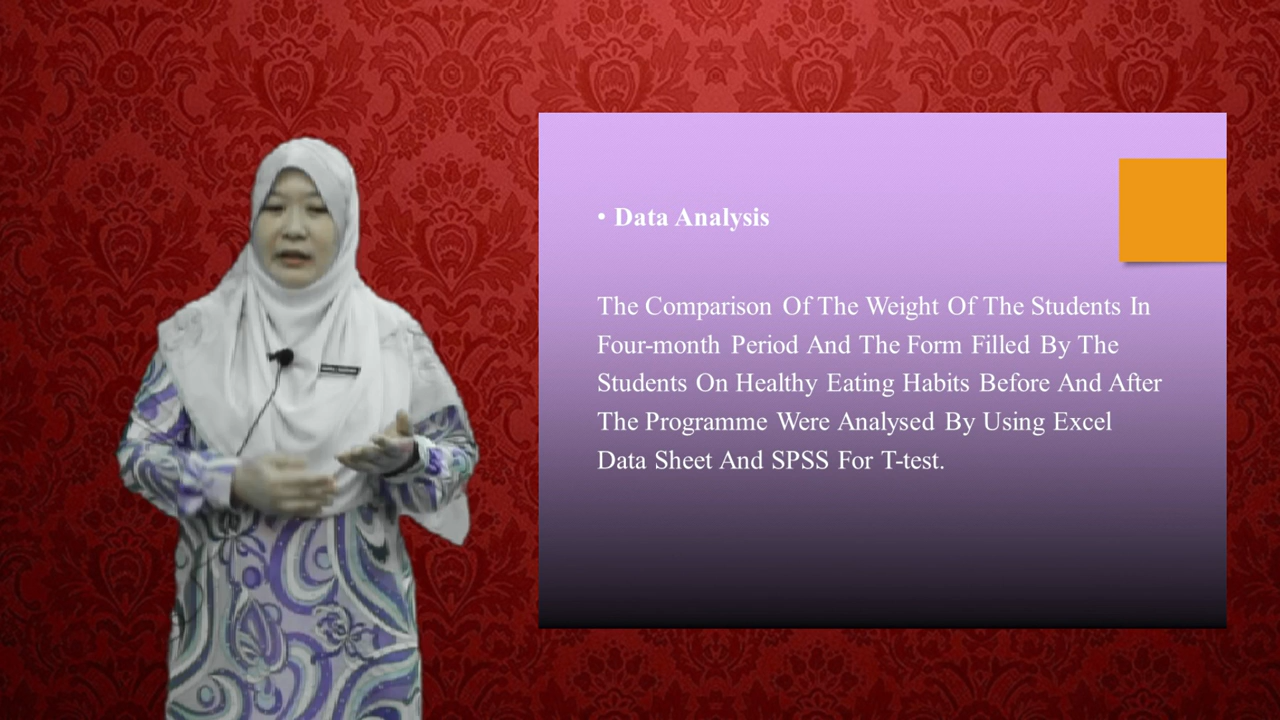 • Data Analysis
The Comparison Of The Weight Of The Students In
Four-month Period And The Form Filled By The
Students On Healthy Eating Habits Before And After
The Programme Were Analysed By Using Excel
Data Sheet And SPSS For T-test.